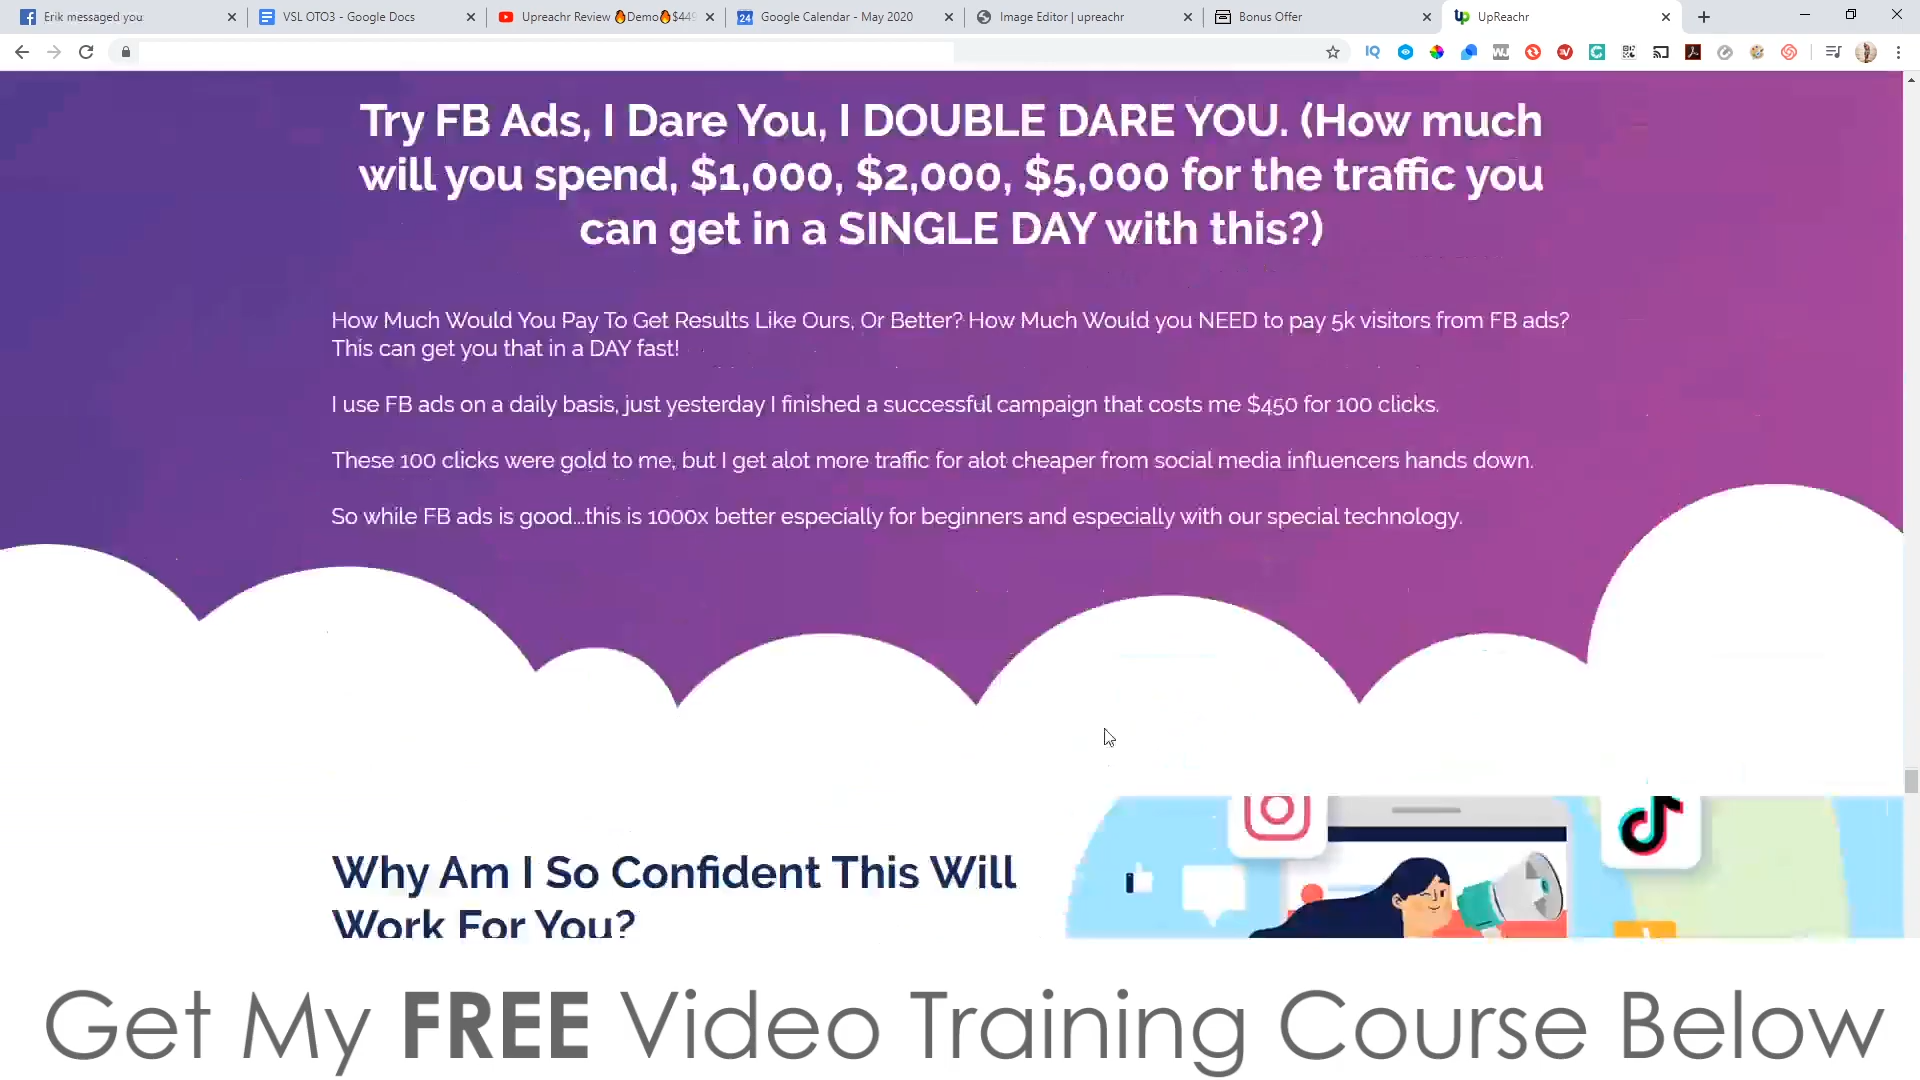 Erik messaged you
VSL OTO3 - Google Docs
Upreachr Review 🔥Demo🔥$449
Google Calendar - May 2020
Image Editor | upreachr
Bonus Offer
UpReachr
Try FB Ads, I Dare You, I DOUBLE DARE YOU. (How much
will you spend, $1,000, $2,000, $5,000 for the traffic you
can get in a SINGLE DAY with this?)
How Much Would You Pay To Get Results Like Ours, Or Better? How Much Would you NEED to pay 5k visitors from FB ads?
This can get you that in a DAY fast!
I use FB ads on a daily basis, just yesterday I finished a successful campaign that costs me $450 for 100 clicks.
These 100 clicks were gold to me, but I get alot more traffic for alot cheaper from social media influencers hands down.
So while FB ads is good...this is 1000x better especially for beginners and especially with our special technology.
Why Am I So Confident This Will
Work For You?
Get My FREE Video Training Course Below